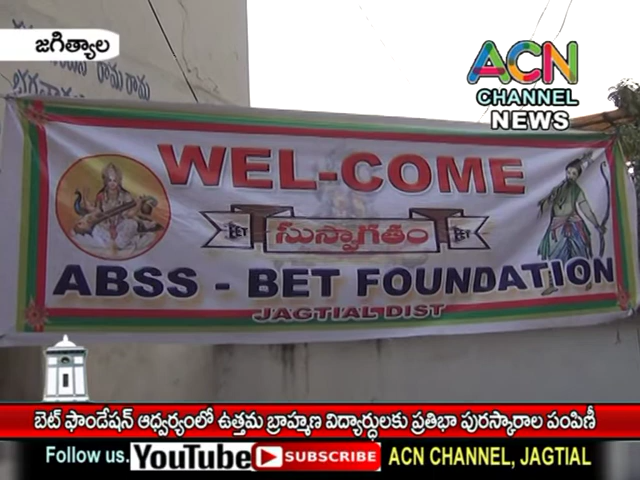 జగిత్యాల
రామ రామ
ACN
CHANNEL
NEWS
WEL-COME
BET సుస్వాగతం BET
ABSS - BET FOUNDATION
JAGTIAL DIST
బెట్ ఫౌండేషన్ ఆధ్వర్యంలో ఉత్తమ బ్రాహ్మణ విద్యార్థులకు ప్రతిభా పురస్కారాల పంపిణీ
Follow us. YouTube SUBSCRIBE ACN CHANNEL, JAGTIAL